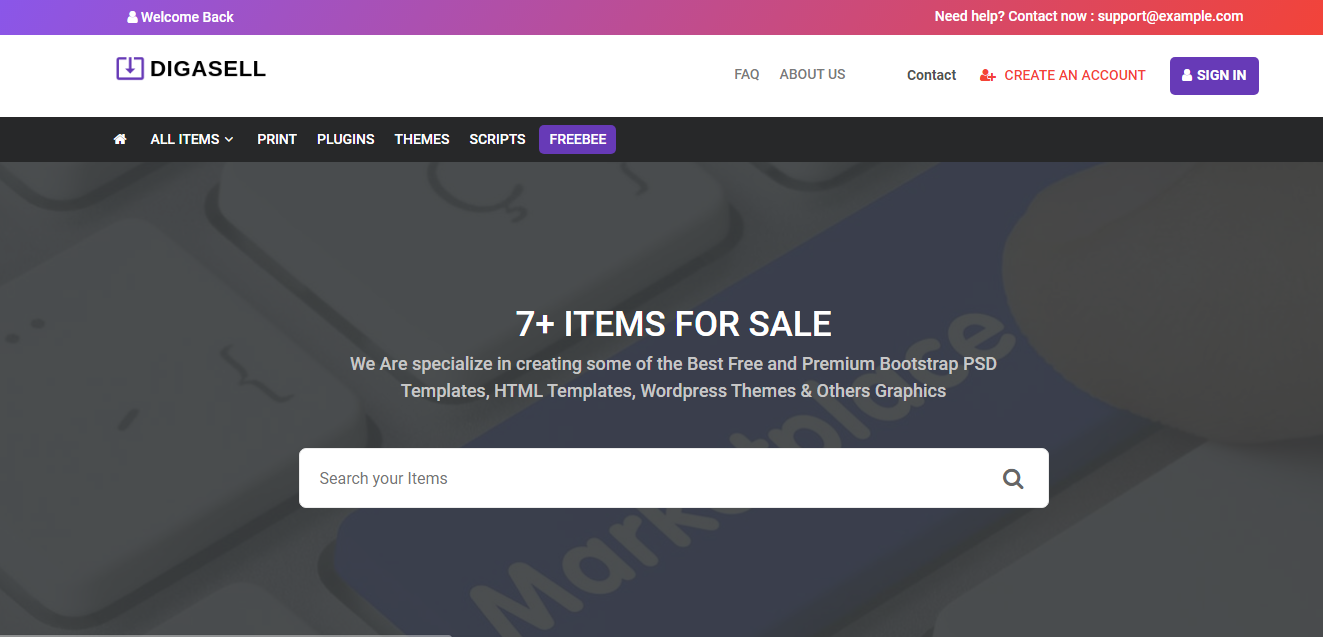 Welcome Back
Need help? Contact now : support@example.com
DIGASELL
FAQ ABOUT US Contact CREATE AN ACCOUNT SIGN IN
ALL ITEMS PRINT PLUGINS THEMES SCRIPTS FREEBEE
7+ ITEMS FOR SALE
We Are specialize in creating some of the Best Free and Premium Bootstrap PSD
Templates, HTML Templates, Wordpress Themes & Others Graphics
Search your Items
Marketplace